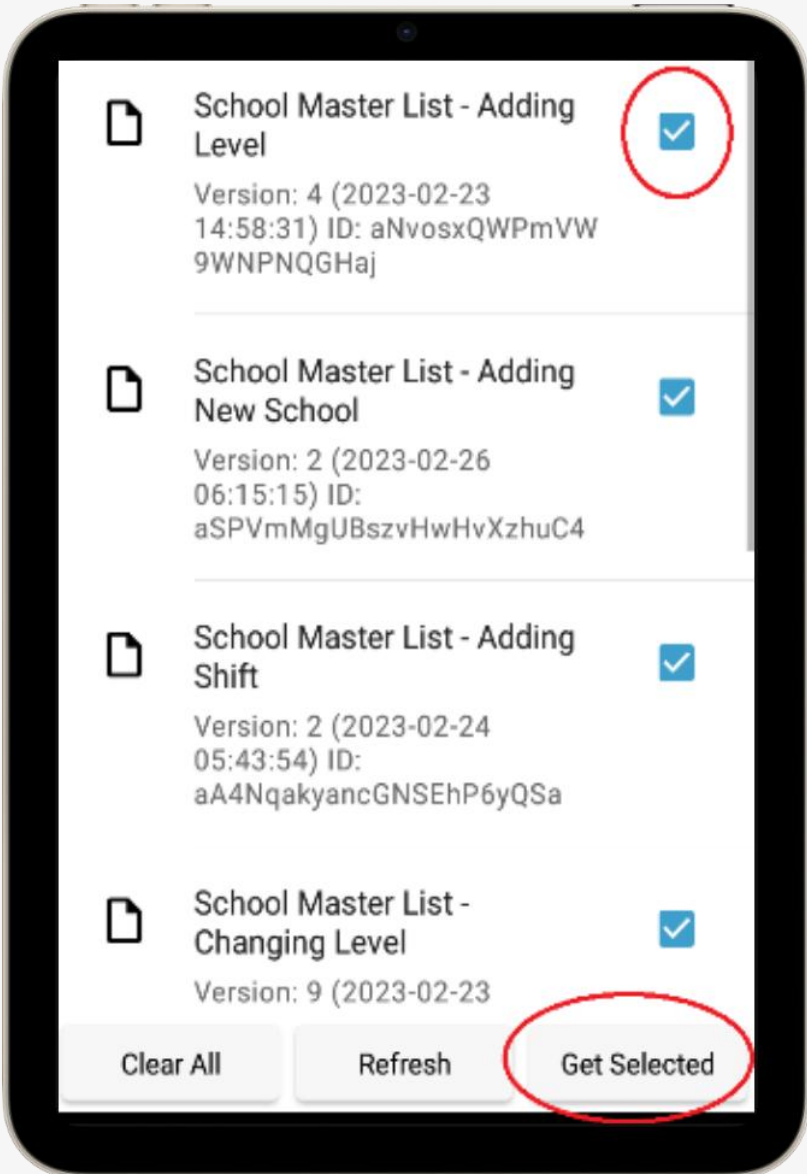 School Master List - Adding
Level
Version: 4 (2023-02-23
14:58:31) ID: aNvosxQWPmVW
9WNPNQGHaj
School Master List - Adding
New School
Version: 2 (2023-02-26
06:15:15) ID:
aSPVmMgUBszvHwHvXzhuC4
School Master List - Adding
Shift
Version: 2 (2023-02-24
05:43:54) ID:
aA4NqakyancGNSEhP6yQSa
School Master List -
Changing Level
Version: 9 (2023-02-23
Clear All
Refresh
Get Selected